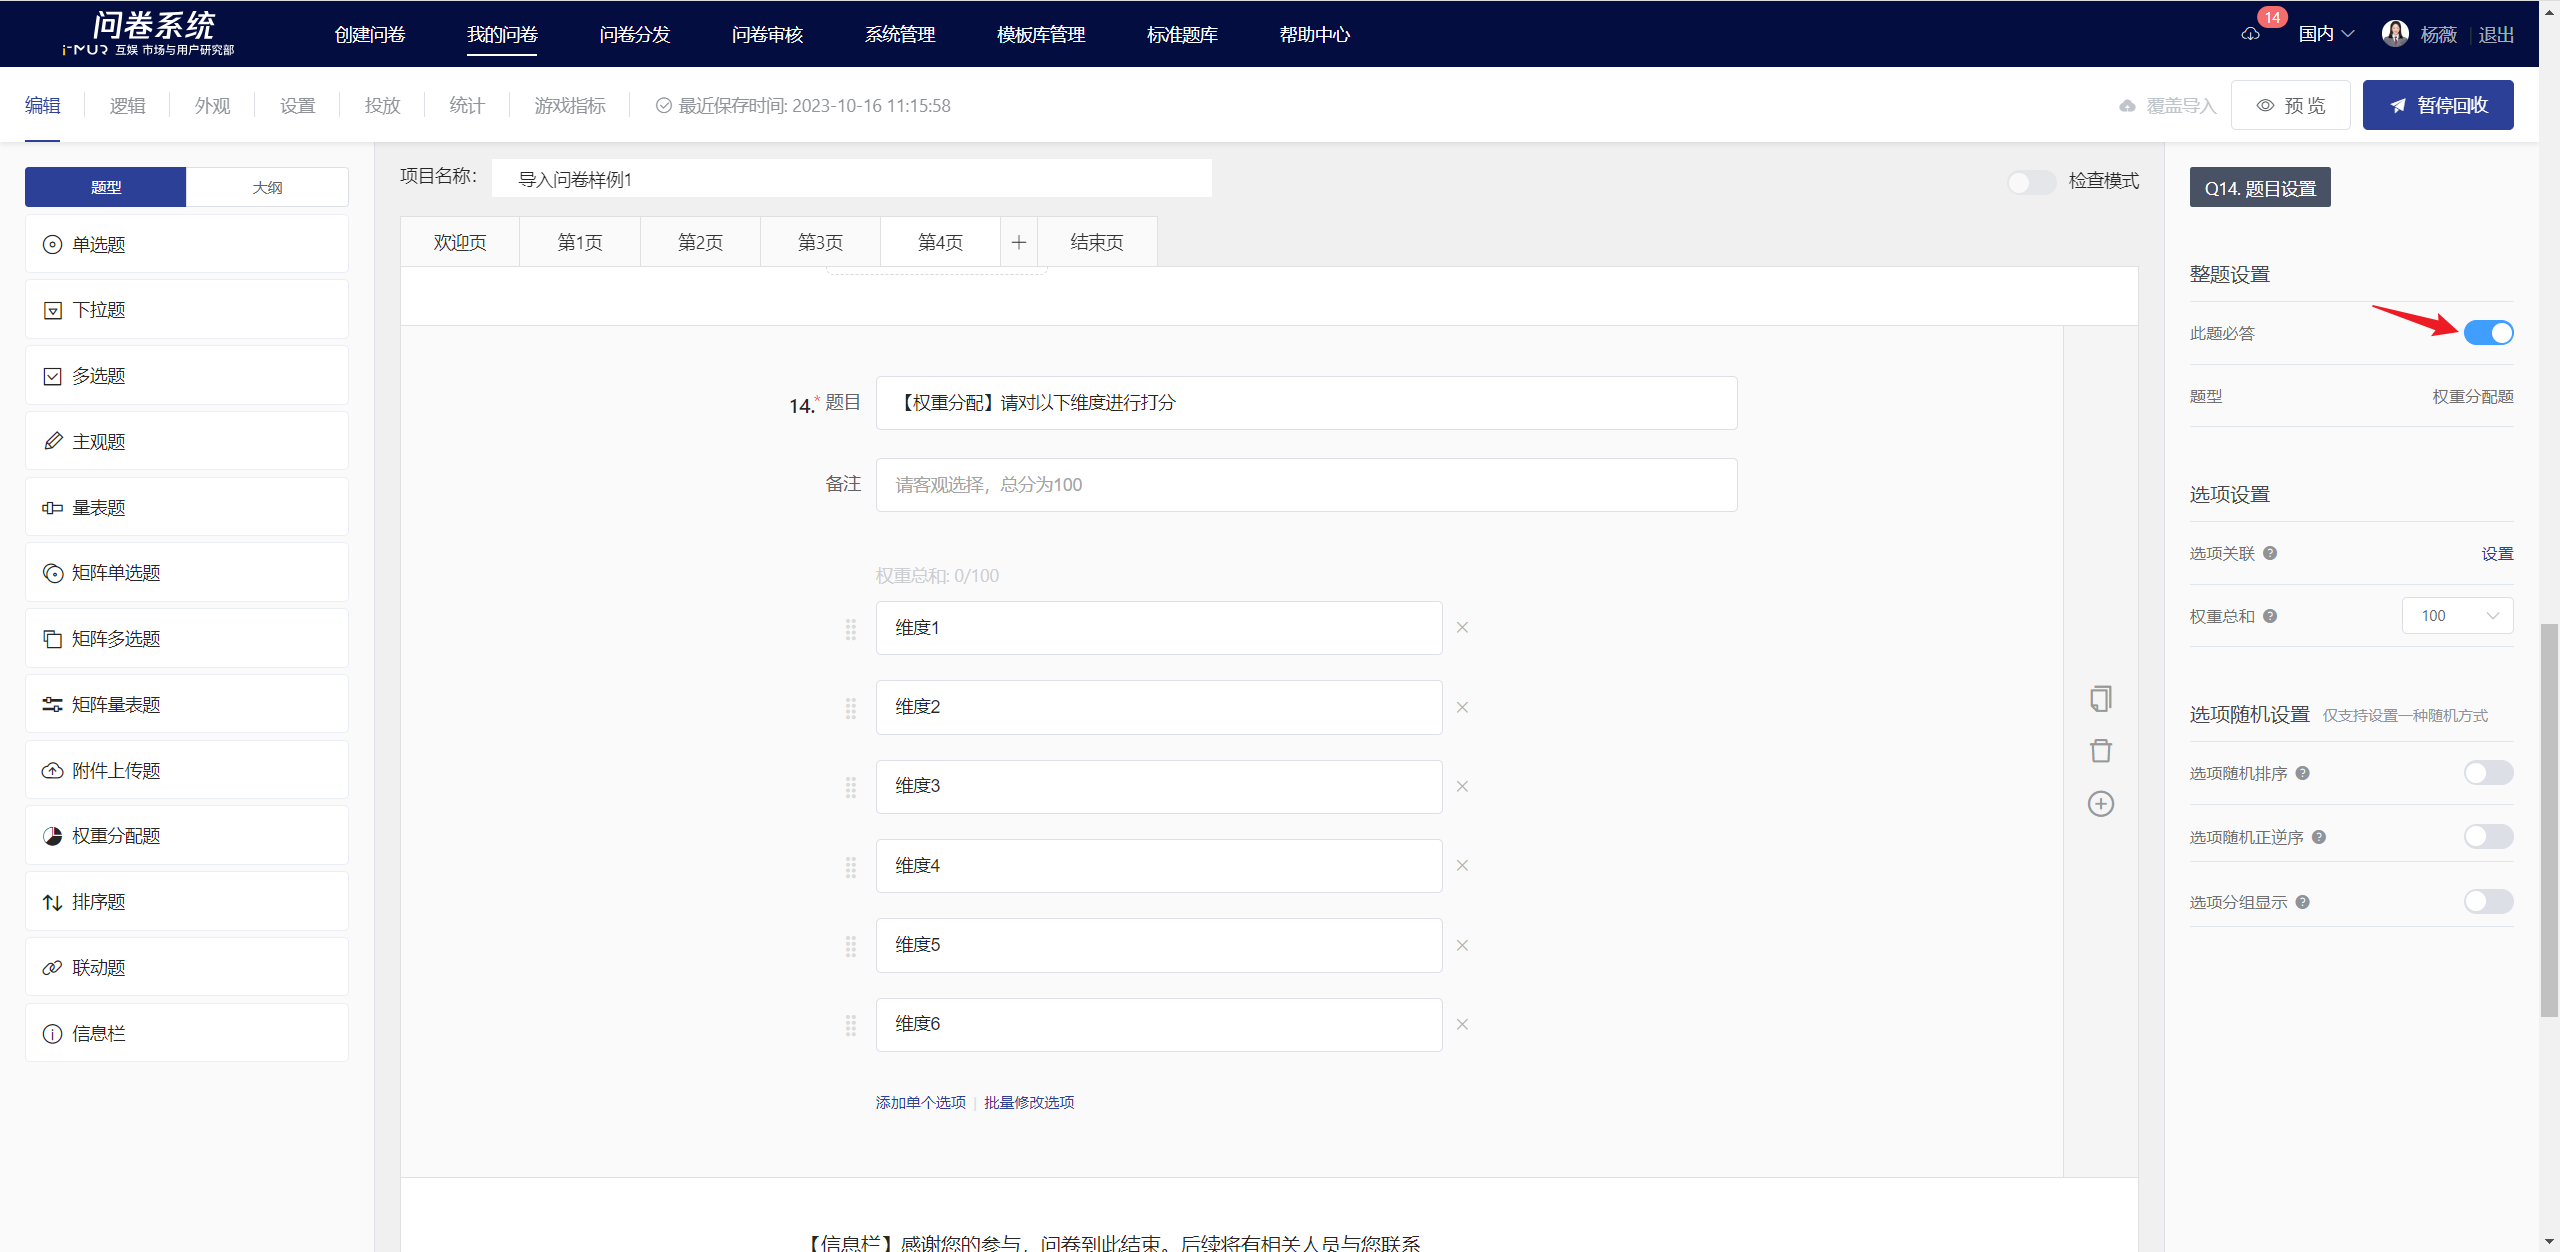 问卷系统
i-MUR 互娱 市场与用户研究部
创建问卷
我的问卷
问卷分发
问卷审核
系统管理
模板库管理
标准题库
帮助中心
14
国内
杨薇
退出
编辑
逻辑
外观
设置
投放
统计
游戏指标
最近保存时间: 2023-10-16 11:15:58
覆盖导入
预 览
暂停回收
题型
大纲
单选题
下拉题
多选题
主观题
量表题
矩阵单选题
矩阵多选题
矩阵量表题
附件上传题
权重分配题
排序题
联动题
信息栏
项目名称:
导入问卷样例1
检查模式
欢迎页
第1页
第2页
第3页
第4页
+
结束页
14.* 题目
【权重分配】请对以下维度进行打分
备注
请客观选择，总分为100
权重总和: 0/100
维度1
维度2
维度3
维度4
维度5
维度6
添加单个选项 | 批量修改选项
【信息栏】感谢您的参与，问卷到此结束。后续将有相关人员与您联系
Q14. 题目设置
整题设置
此题必答
题型
权重分配题
选项设置
选项关联
设置
权重总和
100
选项随机设置 仅支持设置一种随机方式
选项随机排序
选项随机正逆序
选项分组显示